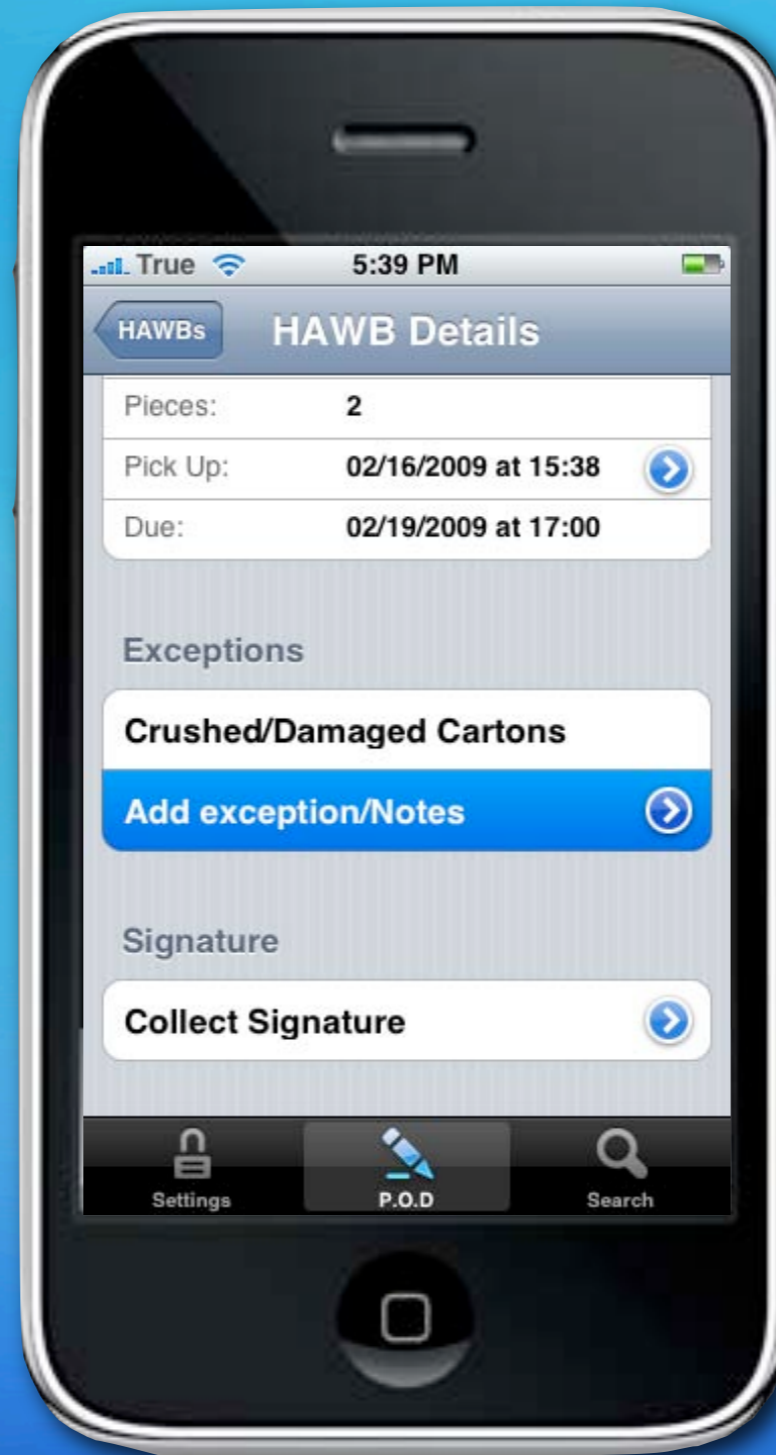 True 5:39 PM
HAWBs HAWB Details
Pieces: 2
Pick Up: 02/16/2009 at 15:38
Due: 02/19/2009 at 17:00
Exceptions
Crushed/Damaged Cartons
Add exception/Notes
Signature
Collect Signature
Settings P.O.D Search